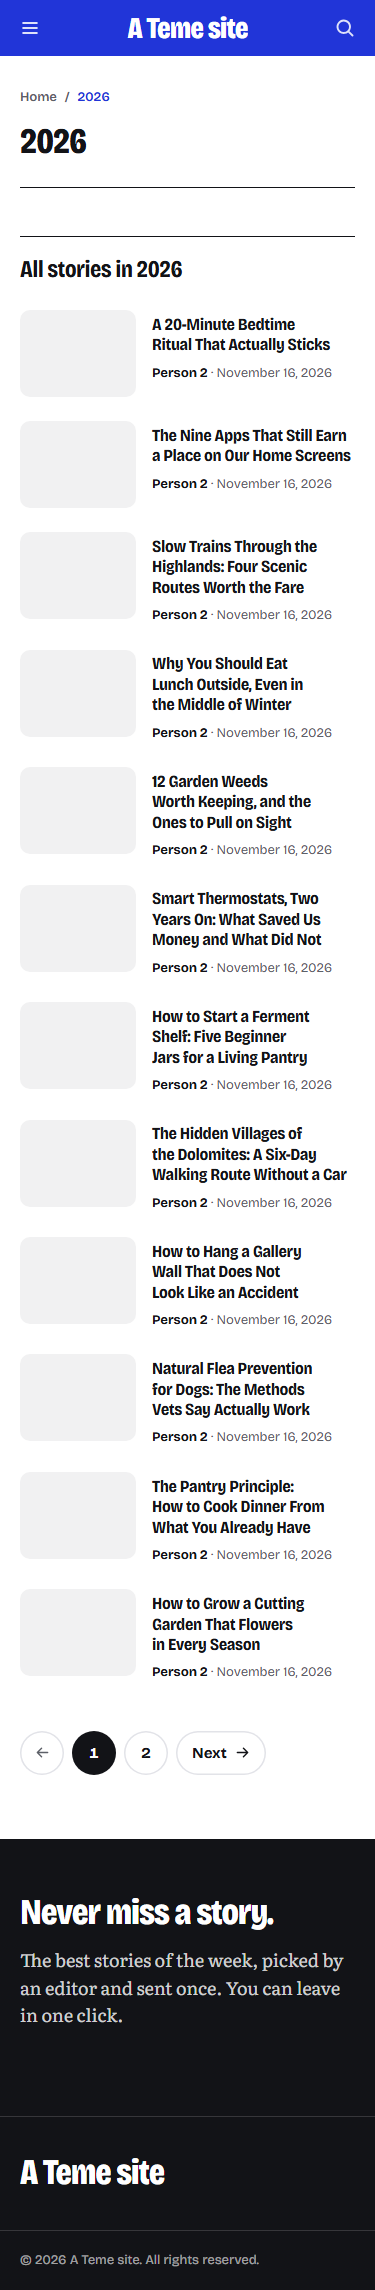 A Teme site
Home / 2026
2026
All stories in 2026
A 20-Minute Bedtime
Ritual That Actually Sticks
Person 2 · November 16, 2026
The Nine Apps That Still Earn
a Place on Our Home Screens
Person 2 · November 16, 2026
Slow Trains Through the
Highlands: Four Scenic
Routes Worth the Fare
Person 2 · November 16, 2026
Why You Should Eat
Lunch Outside, Even in
the Middle of Winter
Person 2 · November 16, 2026
12 Garden Weeds
Worth Keeping, and the
Ones to Pull on Sight
Person 2 · November 16, 2026
Smart Thermostats, Two
Years On: What Saved Us
Money and What Did Not
Person 2 · November 16, 2026
How to Start a Ferment
Shelf: Five Beginner
Jars for a Living Pantry
Person 2 · November 16, 2026
The Hidden Villages of
the Dolomites: A Six-Day
Walking Route Without a Car
Person 2 · November 16, 2026
How to Hang a Gallery
Wall That Does Not
Look Like an Accident
Person 2 · November 16, 2026
Natural Flea Prevention
for Dogs: The Methods
Vets Say Actually Work
Person 2 · November 16, 2026
The Pantry Principle:
How to Cook Dinner From
What You Already Have
Person 2 · November 16, 2026
How to Grow a Cutting
Garden That Flowers
in Every Season
Person 2 · November 16, 2026
← 1 2 Next →
Never miss a story.
The best stories of the week, picked by
an editor and sent once. You can leave
in one click.
A Teme site
© 2026 A Teme site. All rights reserved.